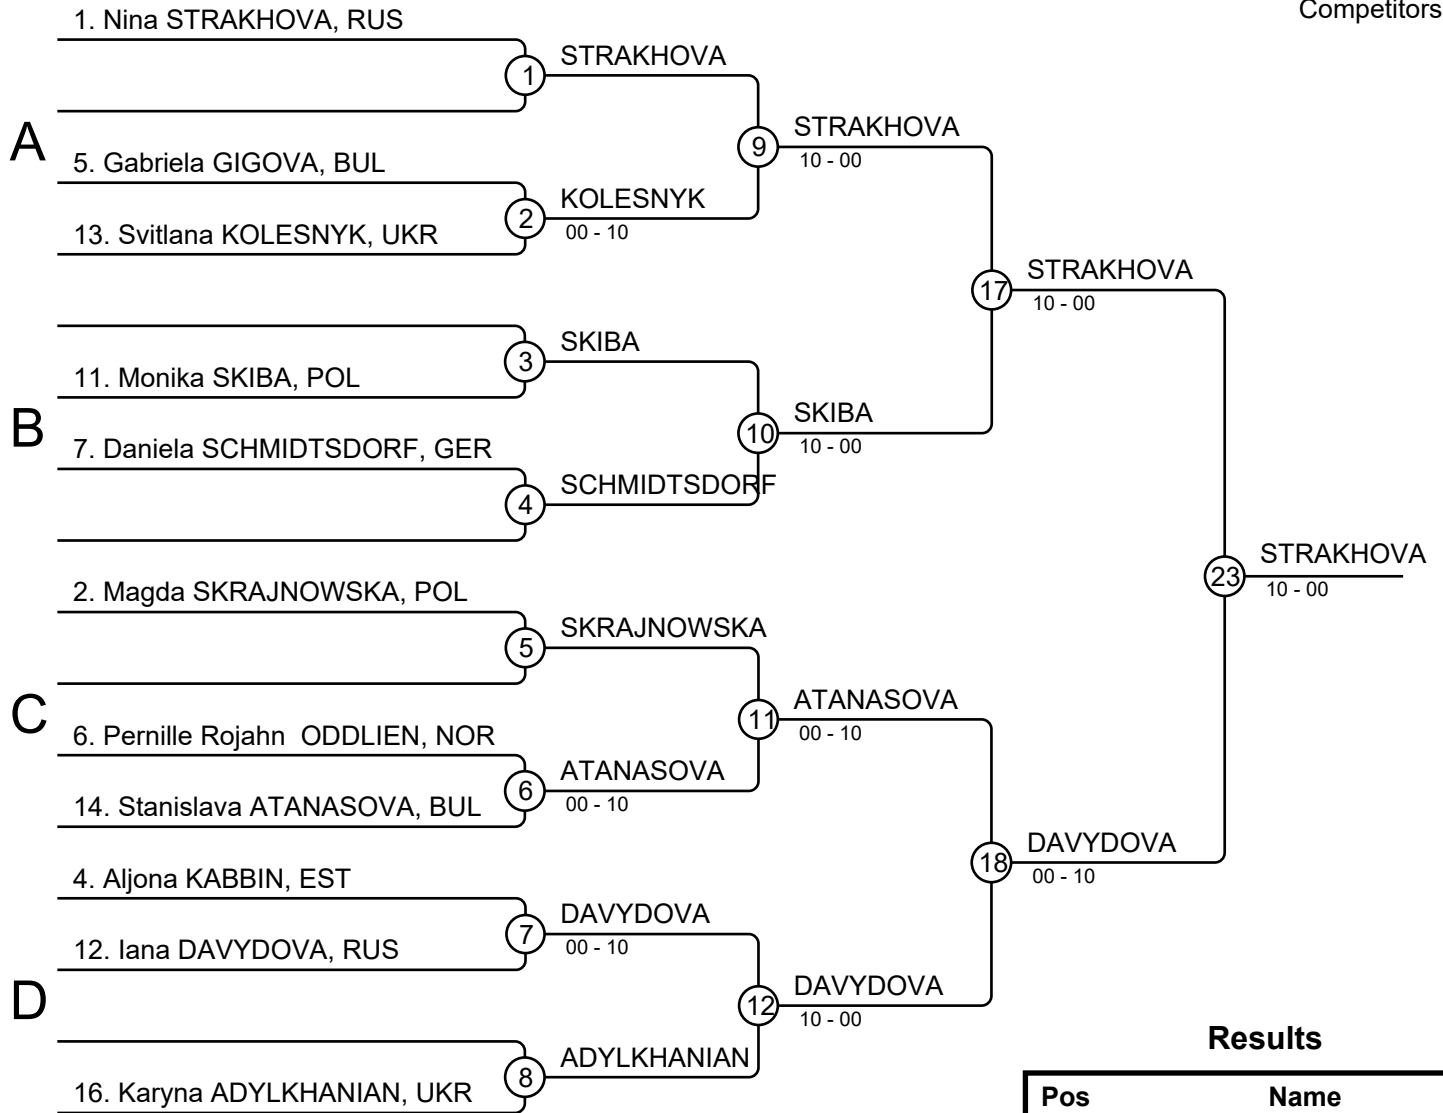 Competitors
1. Nina STRAKHOVA, RUS
1
STRAKHOVA
A
9
STRAKHOVA
10 - 00
5. Gabriela GIGOVA, BUL
2
KOLESNYK
00 - 10
13. Svitlana KOLESNYK, UKR
17
STRAKHOVA
10 - 00
3
SKIBA
11. Monika SKIBA, POL
B
10
SKIBA
10 - 00
7. Daniela SCHMIDTSDORF, GER
4
SCHMIDTSDORF
23
STRAKHOVA
10 - 00
2. Magda SKRAJNOWSKA, POL
5
SKRAJNOWSKA
C
11
ATANASOVA
00 - 10
6. Pernille Rojahn  ODDLIEN, NOR
6
ATANASOVA
00 - 10
14. Stanislava ATANASOVA, BUL
18
DAVYDOVA
00 - 10
4. Aljona KABBIN, EST
7
DAVYDOVA
00 - 10
12. Iana DAVYDOVA, RUS
D
12
DAVYDOVA
10 - 00
8
ADYLKHANIAN
16. Karyna ADYLKHANIAN, UKR
Results
Pos Name